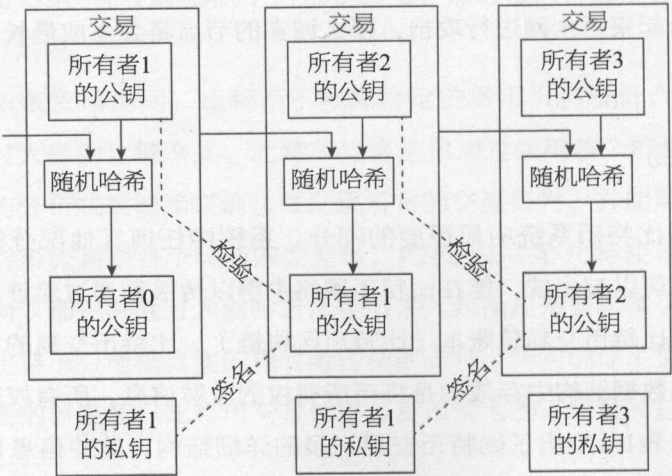 交易
所有者1
的公钥
随机哈希
所有者0
的公钥
所有者1
的私钥
交易
所有者2
的公钥
随机哈希
检验
所有者1
的公钥
签名
所有者1
的私钥
交易
所有者3
的公钥
随机哈希
检验
所有者2
的公钥
签名
所有者3
的私钥